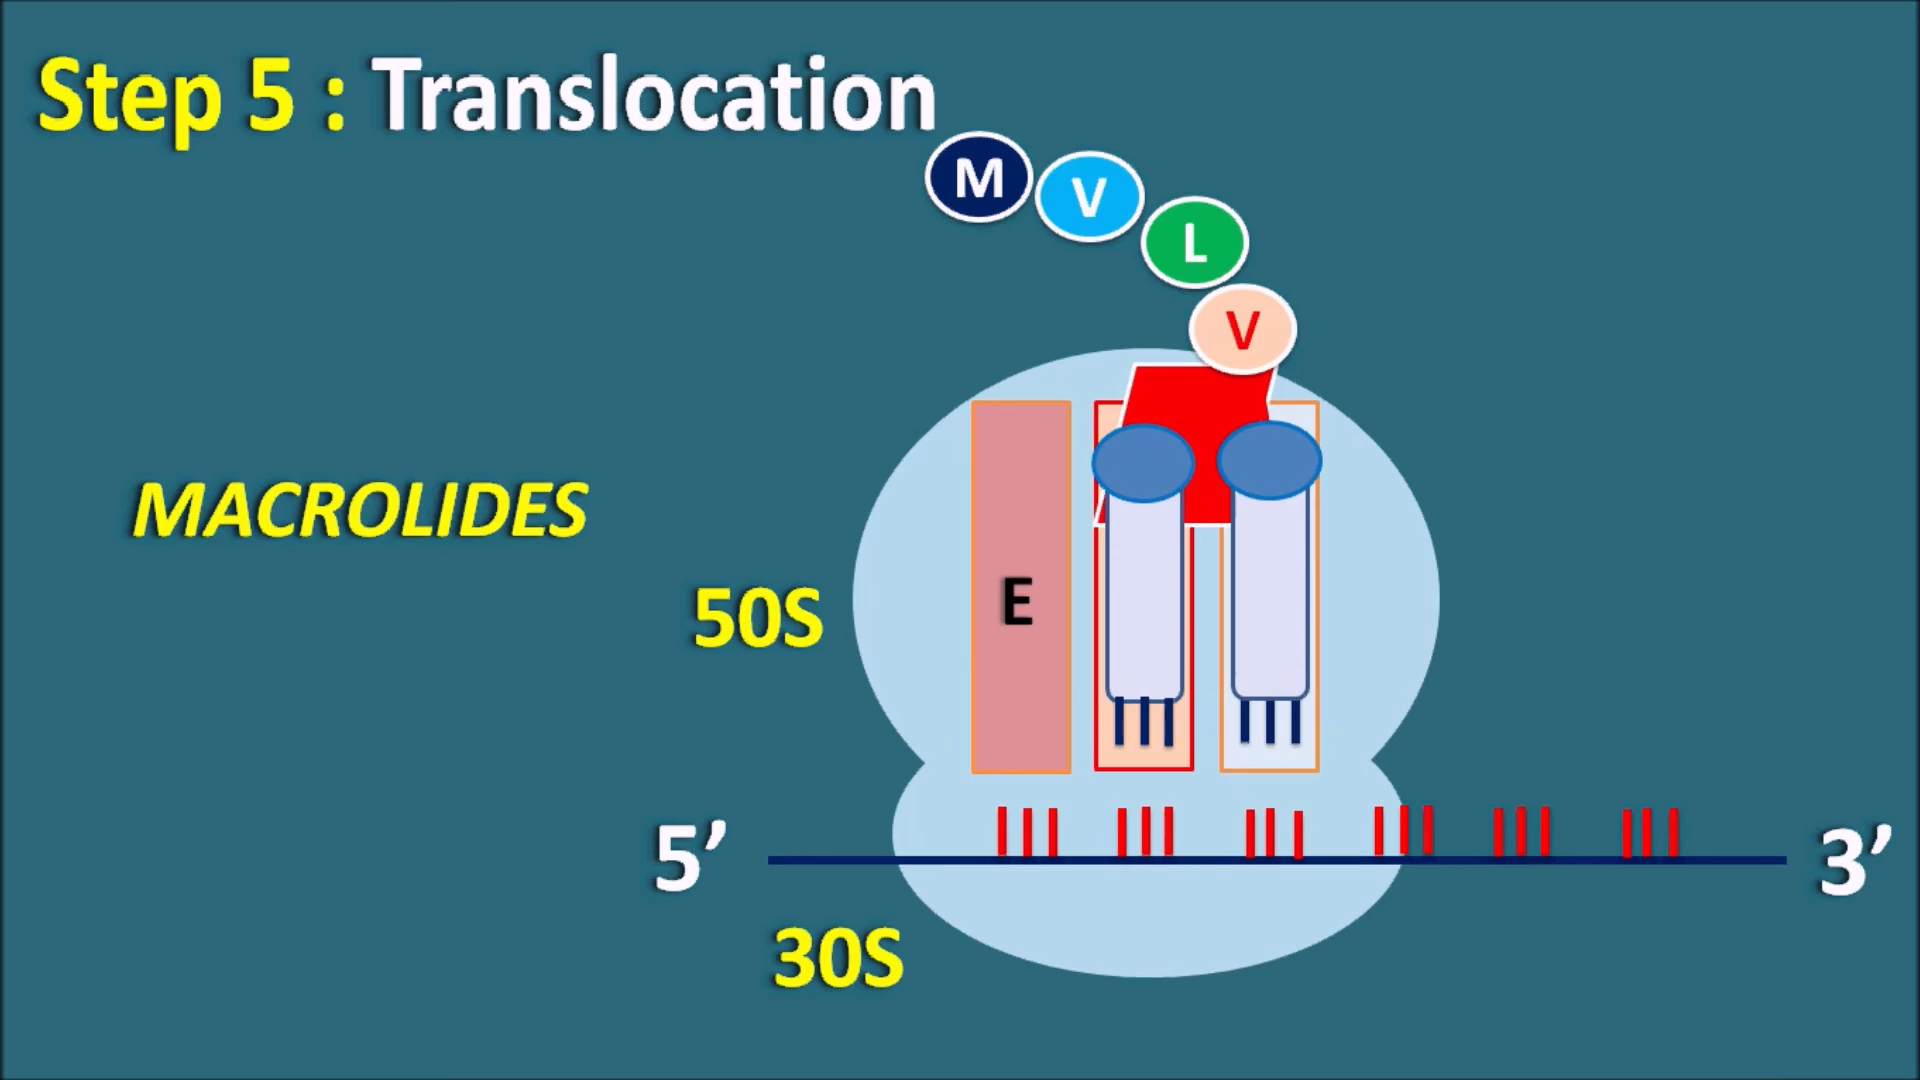 Step 5 : Translocation
M
V
L
V
MACROLIDES
50S
E
5’
3’
30S